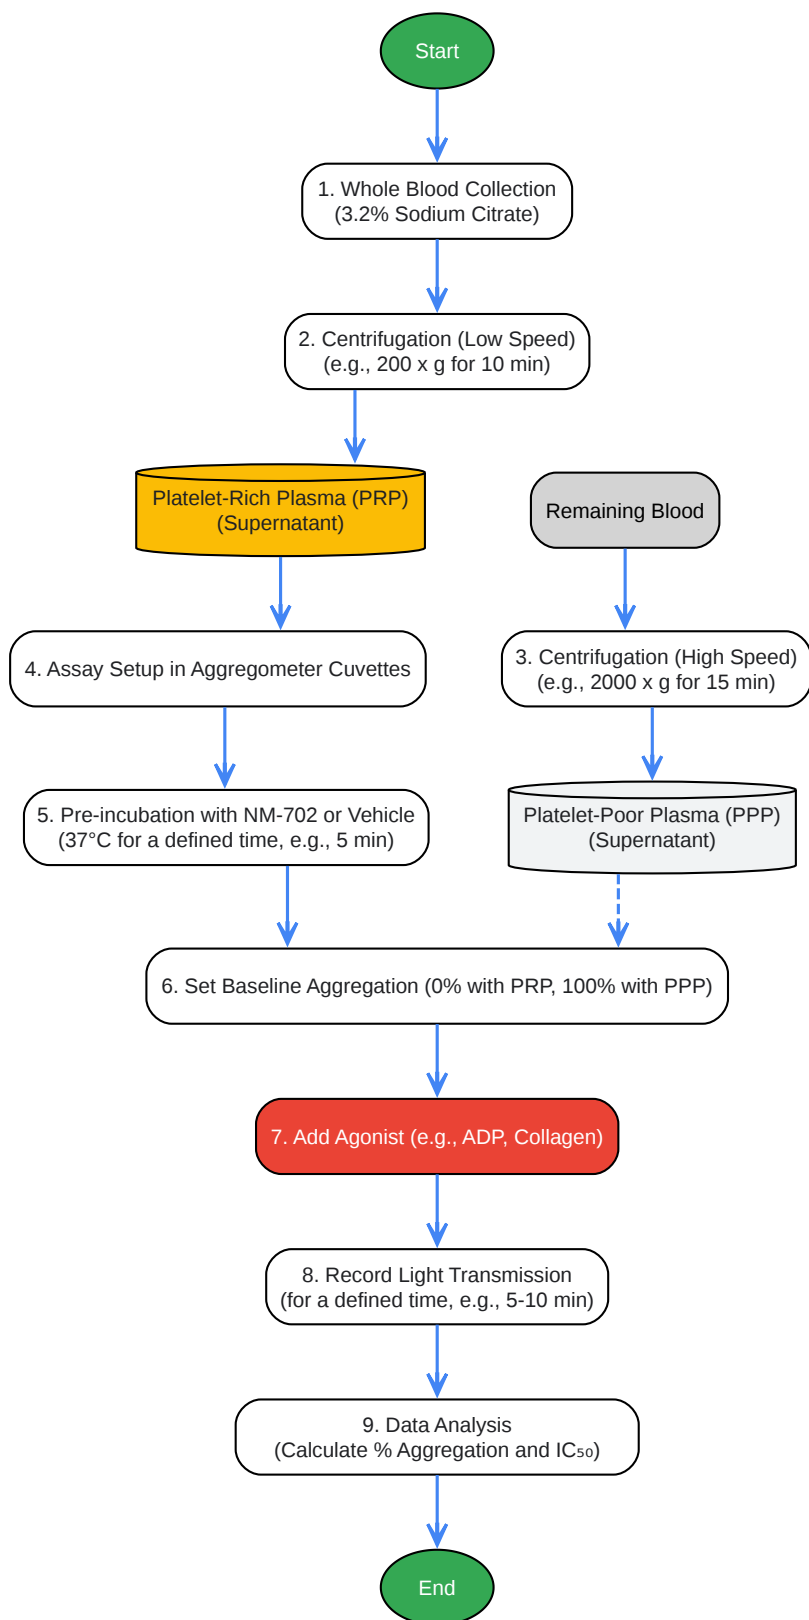 Start
1. Whole Blood Collection
(3.2% Sodium Citrate)
2. Centrifugation (Low Speed)
(e.g., 200 x g for 10 min)
Platelet-Rich Plasma (PRP)
(Supernatant)
Remaining Blood
4. Assay Setup in Aggregometer Cuvettes
3. Centrifugation (High Speed)
(e.g., 2000 x g for 15 min)
5. Pre-incubation with NM-702 or Vehicle
(37°C for a defined time, e.g., 5 min)
Platelet-Poor Plasma (PPP)
(Supernatant)
6. Set Baseline Aggregation (0% with PRP, 100% with PPP)
7. Add Agonist (e.g., ADP, Collagen)
8. Record Light Transmission
(for a defined time, e.g., 5-10 min)
9. Data Analysis
(Calculate % Aggregation and IC₅₀)
End